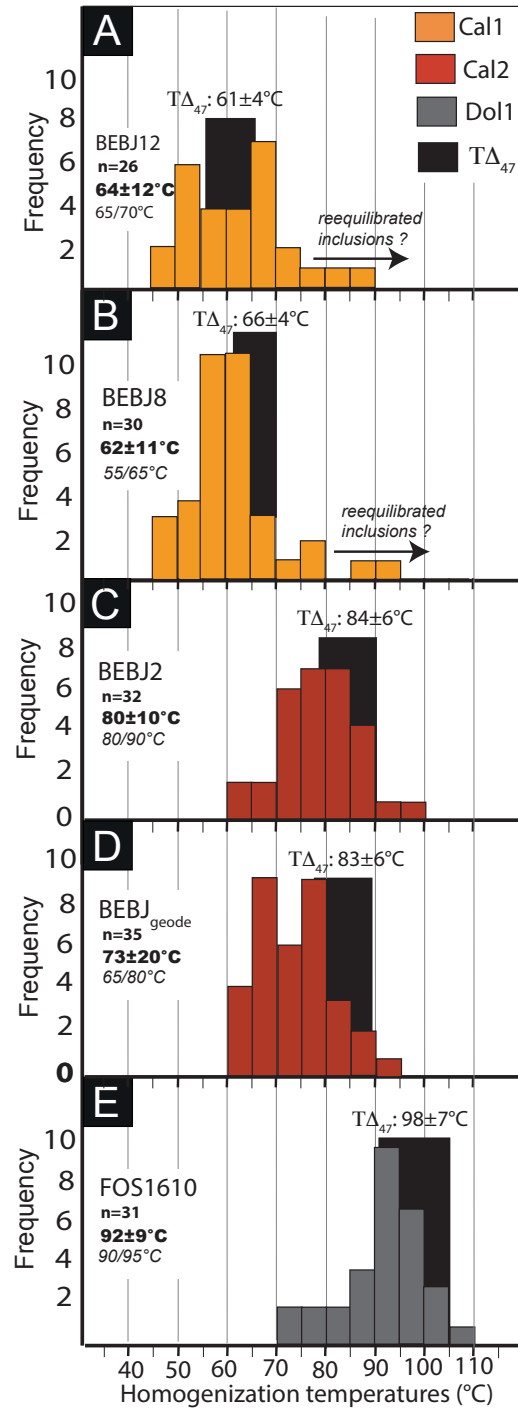 A
Cal1
Cal2
Dol1
TΔ47
10
8
6
4
2
Frequency
TΔ47: 61±4°C
BEBJ12
n=26
64±12°C
65/70°C
reequilibrated
inclusions ?
B
TΔ47: 66±4°C
10
8
6
4
2
Frequency
BEBJ8
n=30
62±11°C
55/65°C
reequilibrated
inclusions ?
C
10
8
6
4
2
0
Frequency
TΔ47: 84±6°C
BEBJ2
n=32
80±10°C
80/90°C
D
10
8
6
4
2
0
Frequency
TΔ47: 83±6°C
BEBJgeode
n=35
73±20°C
65/80°C
E
10
8
6
4
2
Frequency
TΔ47: 98±7°C
FOS1610
n=31
92±9°C
90/95°C
40 50 60 70 80 90 100 110
Homogenization temperatures (°C)